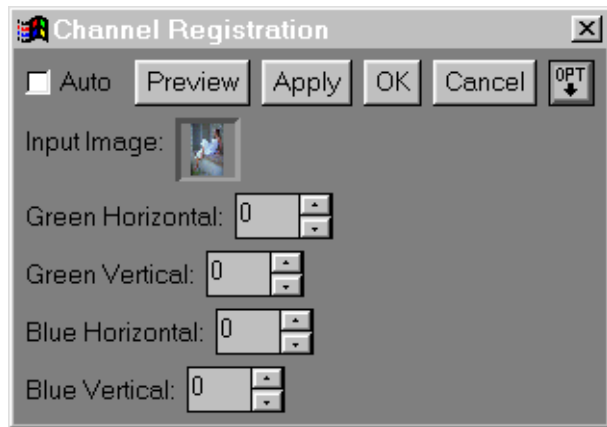 Channel Registration
Auto Preview Apply OK Cancel OPT
Input Image:
Green Horizontal: 0
Green Vertical: 0
Blue Horizontal: 0
Blue Vertical: 0